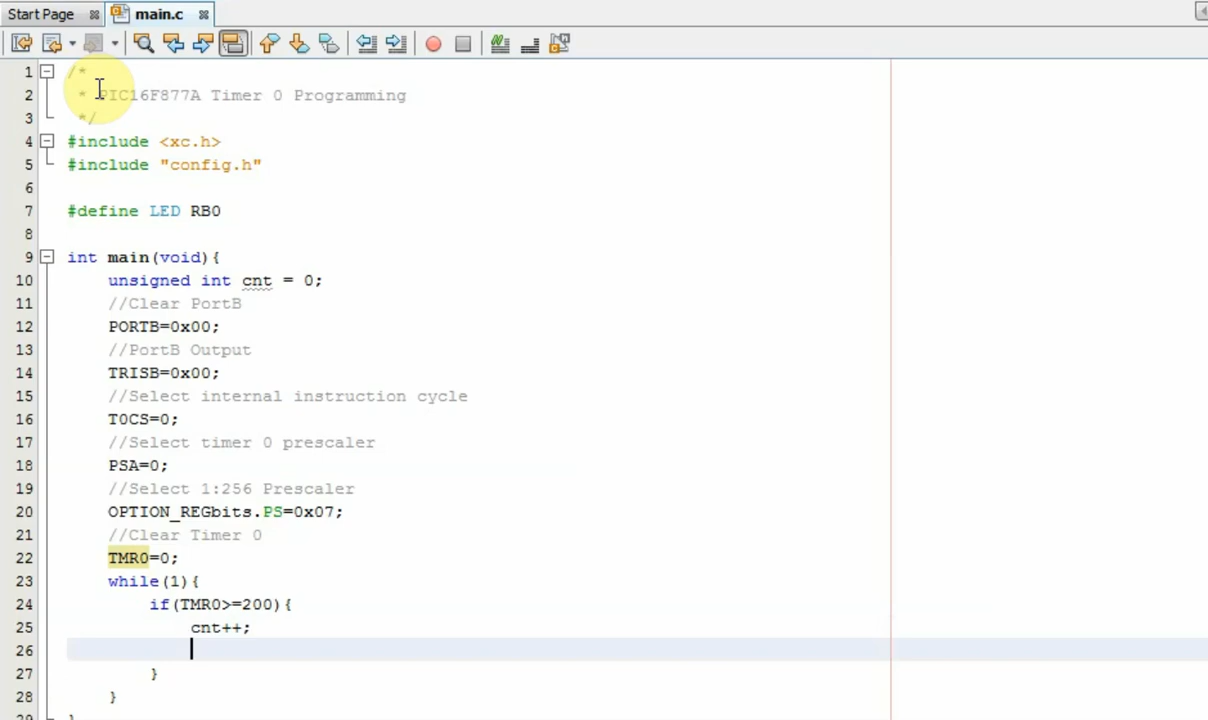 Start Page main.c
1 /*
2 * PIC16F877A Timer 0 Programming
3 */
4 #include <xc.h>
5 #include "config.h"
6
7 #define LED RB0
8
9 int main(void){
10 unsigned int cnt = 0;
11 //Clear PortB
12 PORTB=0x00;
13 //PortB Output
14 TRISB=0x00;
15 //Select internal instruction cycle
16 T0CS=0;
17 //Select timer 0 prescaler
18 PSA=0;
19 //Select 1:256 Prescaler
20 OPTION_REGbits.PS=0x07;
21 //Clear Timer 0
22 TMR0=0;
23 while(1){
24 if(TMR0>=200){
25 cnt++;
26
27 }
28 }
29 }